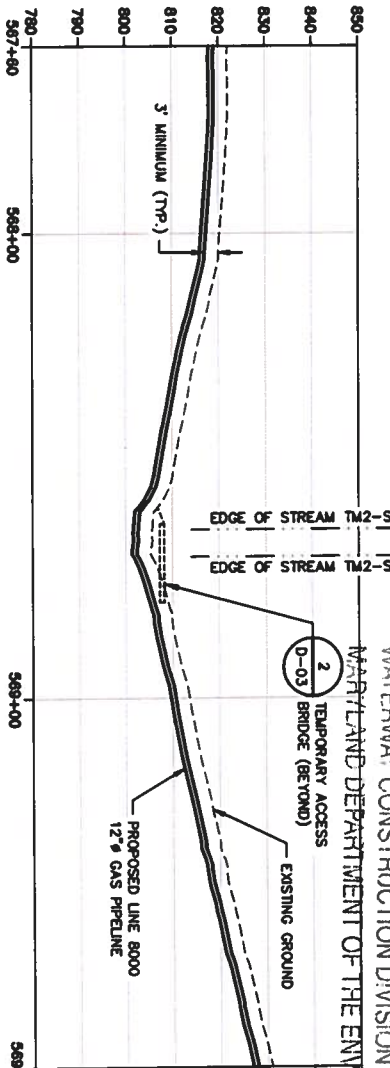 WATERWAY CONSTRUCTION DIVISION
MARYLAND DEPARTMENT OF THE ENV
850
840
830
820
810
800
790
780
567+60
568+00
569+00
569
3' MINIMUM (TYP.)
EDGE OF STREAM TM2-S
EDGE OF STREAM TM2-S
2
D-03
TEMPORARY ACCESS
BRIDGE (BEYOND)
EXISTING GROUND
PROPOSED LINE 8000
12"Ø GAS PIPELINE